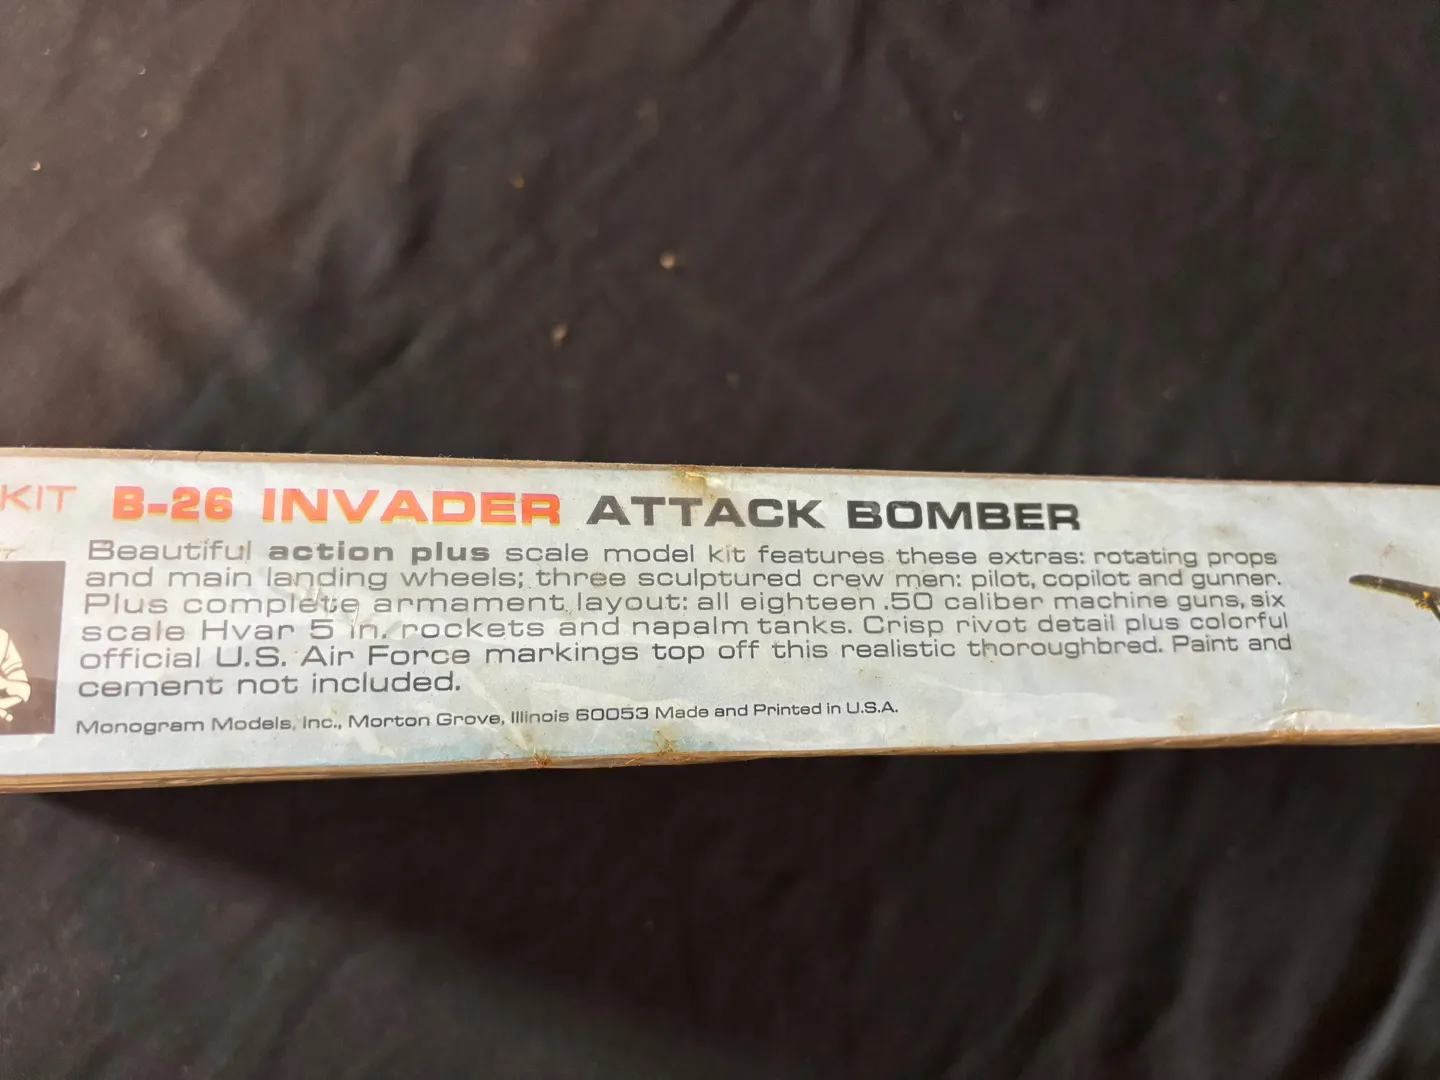 KIT B-26 INVADER ATTACK BOMBER
Beautiful action plus scale model kit features these extras: rotating props
and main landing wheels; three sculptured crew men: pilot, copilot and gunner.
Plus complete armament layout: all eighteen .50 caliber machine guns, six
scale Hvar 5 in. rockets and napalm tanks. Crisp rivot detail plus colorful
official U.S. Air Force markings top off this realistic thoroughbred. Paint and
cement not included.
Monogram Models, Inc., Morton Grove, Illinois 60053 Made and Printed in U.S.A.